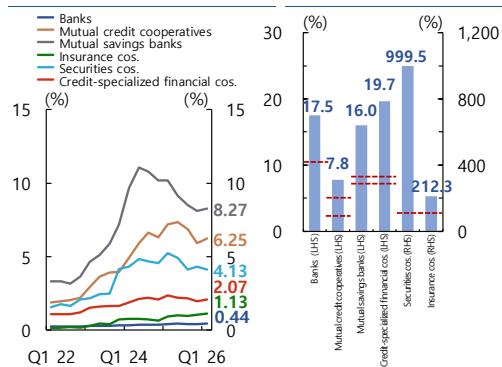 Banks
Mutual credit cooperatives
Mutual savings banks
Insurance cos.
Securities cos.
Credit-specialized financial cos.
(%) (%)
15 15
10 10
8.27
6.25
5 5
4.13
2.07
1.13
0 0
0.44
Q1 22 Q1 24 Q1 26
(%) (%)
30 1,200
999.5
19.7
20 800
17.5
16.0
10 400
7.8
212.3
0 0
Banks (LHS)
Mutual credit cooperatives (LHS)
Mutual savings banks (LHS)
Credit-specialized financial cos. (LHS)
Securities cos. (RHS)
Insurance cos. (RHS)